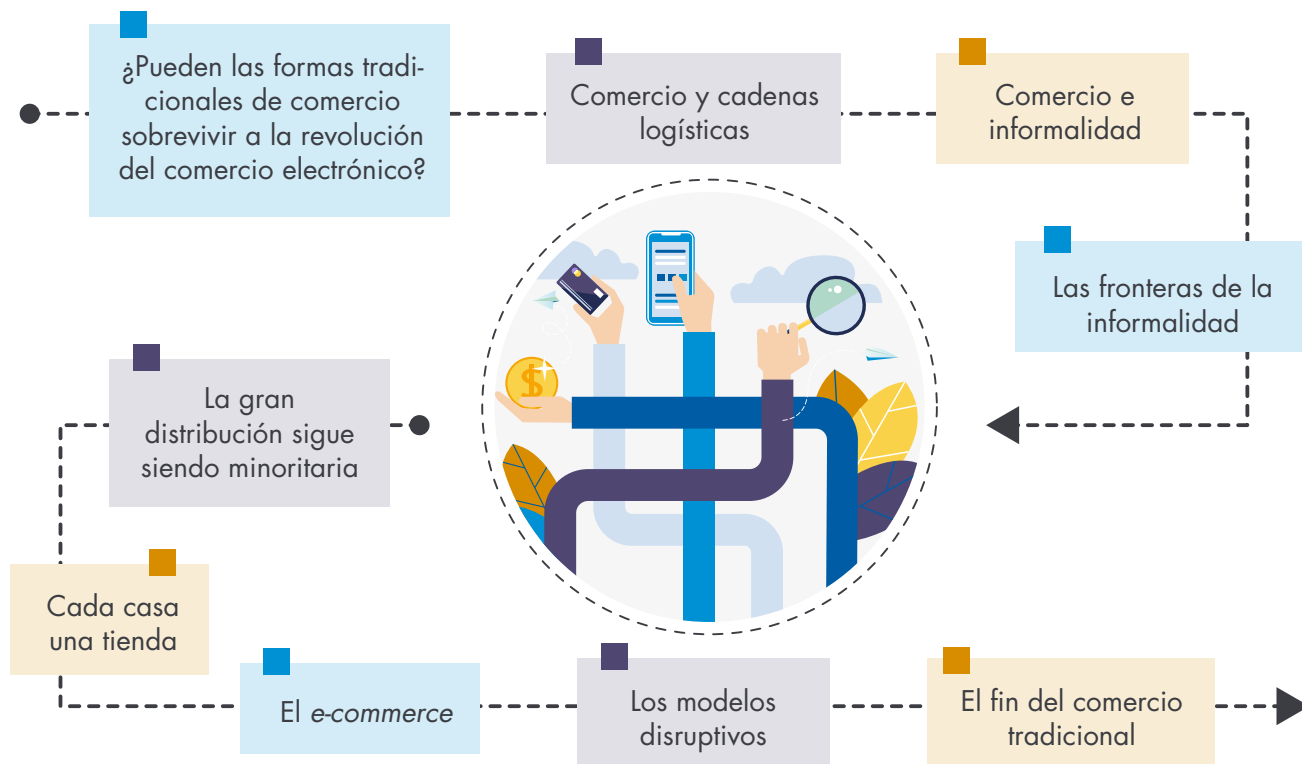 ¿Pueden las formas tradi-
cionales de comercio
sobrevivir a la revolución
del comercio electrónico?
Comercio y cadenas
logísticas
Comercio e
informalidad
Las fronteras de la
informalidad
La gran
distribución sigue
siendo minoritaria
Cada casa
una tienda
El e-commerce
Los modelos
disruptivos
El fin del comercio
tradicional
$